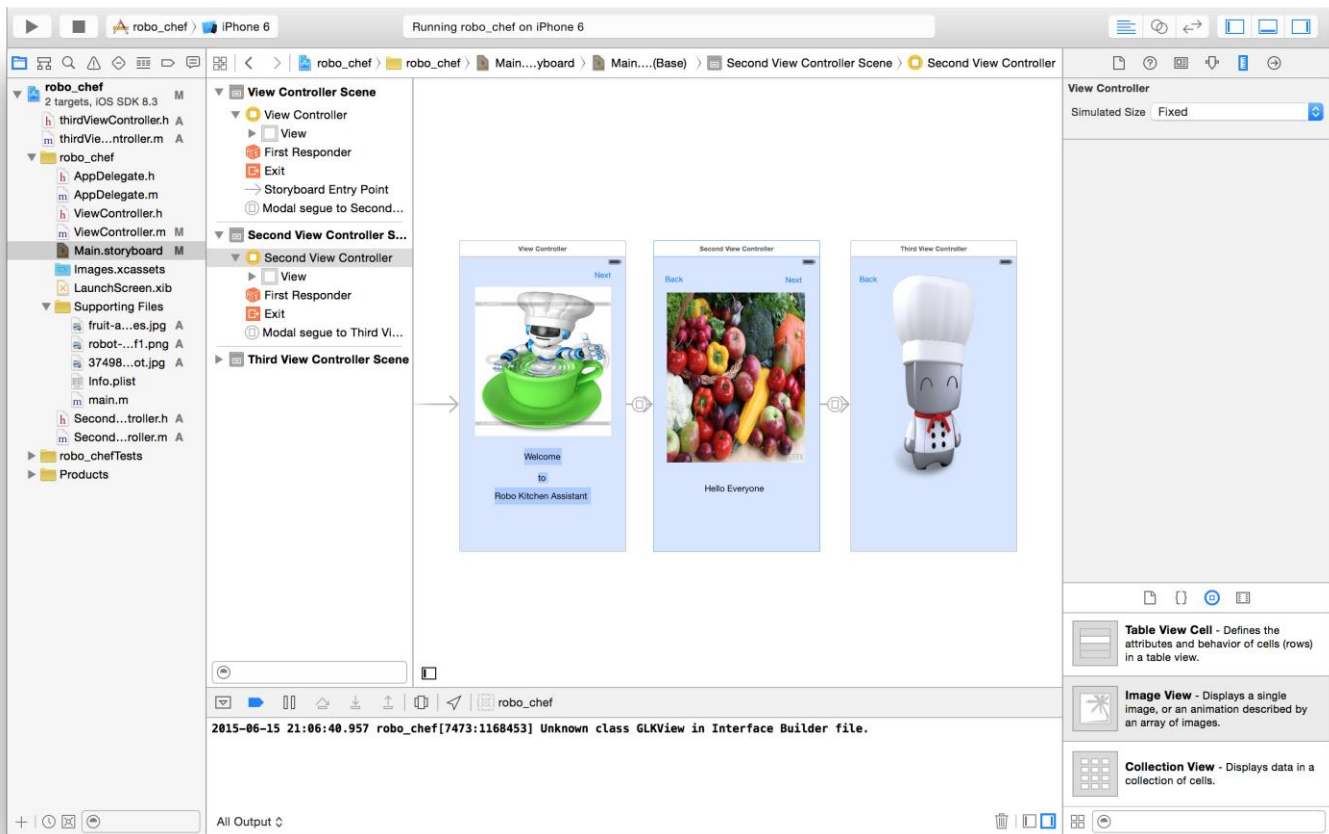 robo_chef
iPhone 6
Running robo_chef on iPhone 6
robo_chef
robo_chef
Main....yboard
Main....(Base)
Second View Controller Scene
Second View Controller
robo_chef
M
2 targets, iOS SDK 8.3
thirdViewController.h A
thirdVie...ntroller.m A
robo_chef
AppDelegate.h
AppDelegate.m
ViewController.h
ViewController.m M
Main.storyboard M
Images.xcassets
LaunchScreen.xib
Supporting Files
fruit-a...es.jpg A
robot-...f1.png A
37498...ot.jpg A
Info.plist
main.m
Second...troller.h A
Second...roller.m A
robo_chefTests
Products
View Controller Scene
View Controller
View
First Responder
Exit
Storyboard Entry Point
Modal segue to Second...
Second View Controller S...
Second View Controller
View
First Responder
Exit
Modal segue to Third Vi...
Third View Controller Scene
View Controller
Next
Welcome
to
Robo Kitchen Assistant
Second View Controller
Back
Next
Hello Everyone
Third View Controller
Back
View Controller
Simulated Size Fixed
Table View Cell - Defines the
attributes and behavior of cells (rows)
in a table view.
Image View - Displays a single
image, or an animation described by
an array of images.
Collection View - Displays data in a
collection of cells.
robo_chef
2015-06-15 21:06:40.957 robo_chef[7473:1168453] Unknown class GLKView in Interface Builder file.
All Output